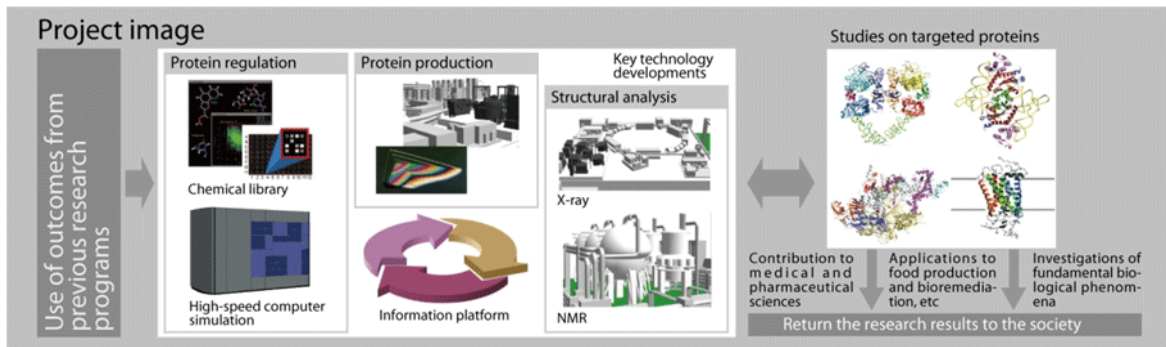 Project image
Use of outcomes from
previous research
programs
Protein regulation
Chemical library
High-speed computer
simulation
Protein production
Information platform
Key technology
developments
Structural analysis
X-ray
NMR
Studies on targeted proteins
Contribution to
medical and
pharmaceutical
sciences
Applications to
food production
and bioremedia-
tion, etc
Investigations of
fundamental bio-
logical phenom-
ena
Return the research results to the society